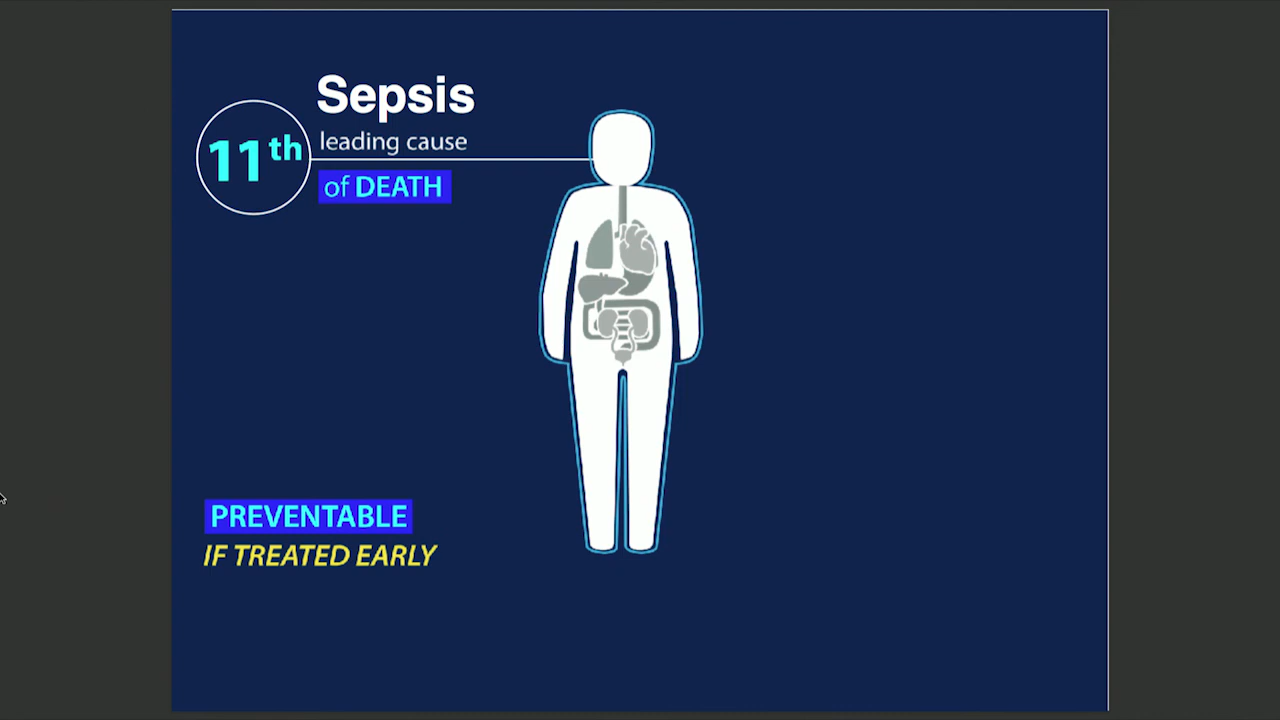 Sepsis
11th
leading cause
of DEATH
PREVENTABLE
IF TREATED EARLY